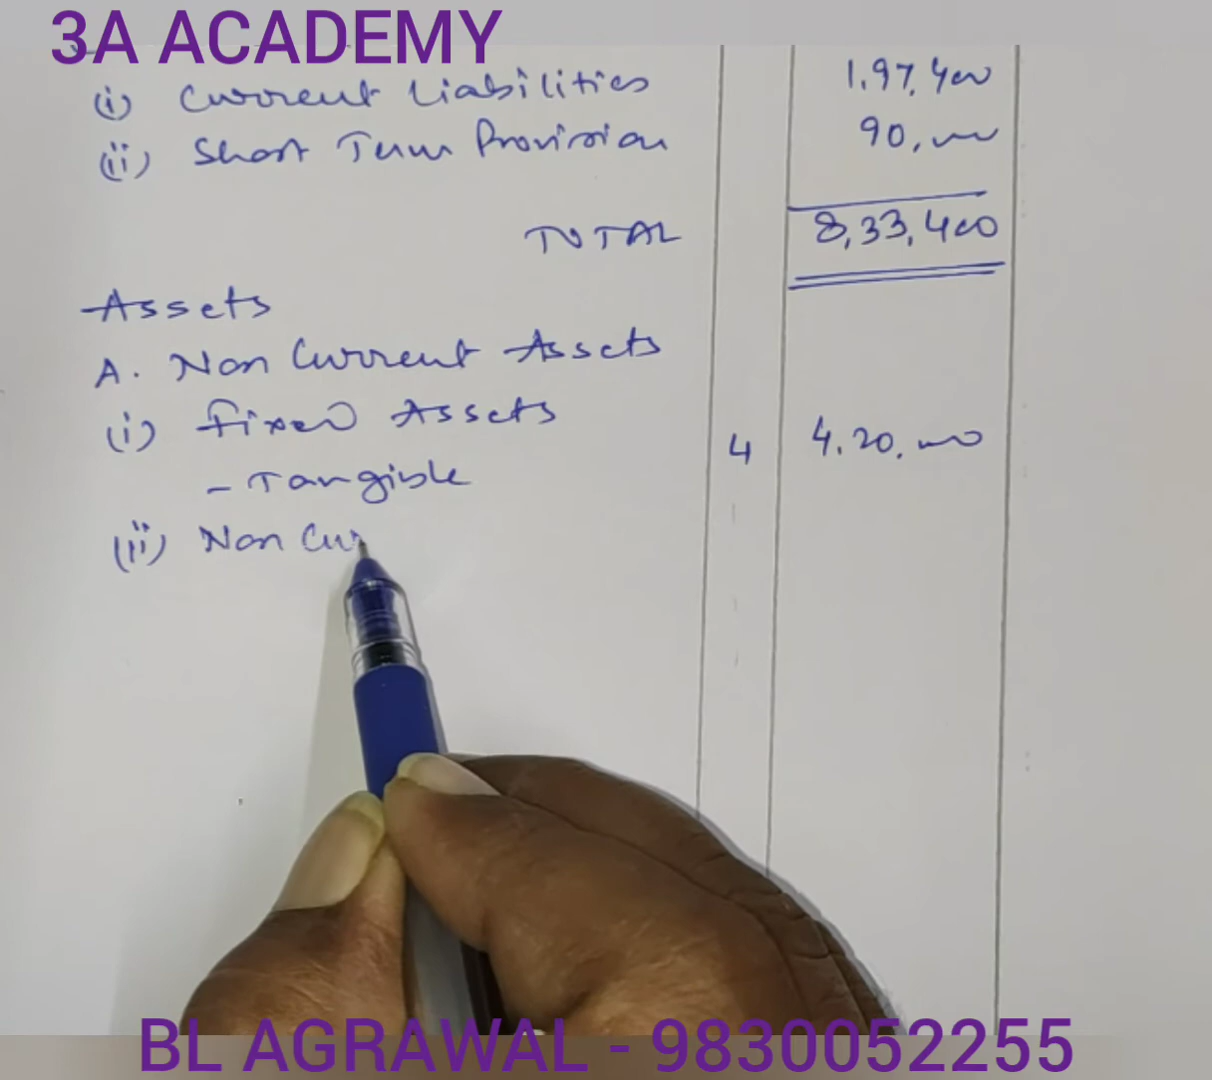 3A ACADEMY
(i) Current Liabilities 1,97,400
(ii) Short Term Provision 90,000
TOTAL 8,33,400
Assets
A. Non Current Assets
(i) Fixed Assets
- Tangible 4 4,20,000
(ii) Non Cur
BL AGRAWAL - 9830052255